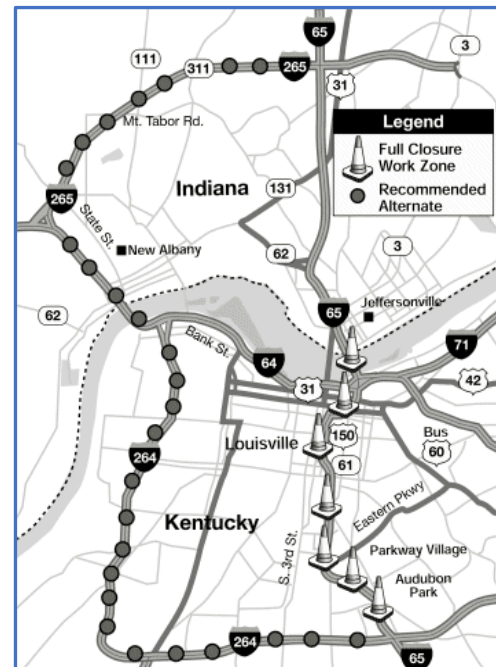 65
3
111
311
265
31
Mt. Tabor Rd.
Legend
Full Closure
Work Zone
Recommended
Alternate
Indiana
131
265
State St.
New Albany
62
3
62
65
Jeffersonville
71
Bank St.
64
31
42
Louisville
150
Bus
60
264
61
Eastern Pkwy
Kentucky
S. 3rd St.
Parkway Village
Audubon
Park
264
65